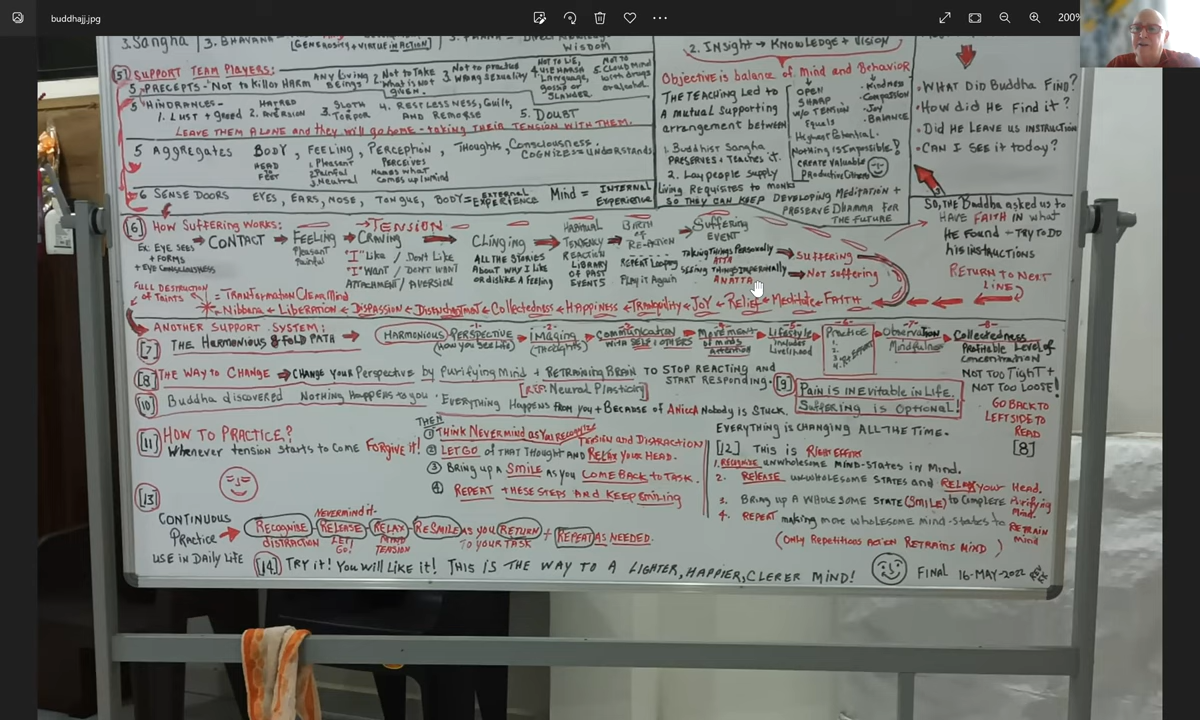 buddhajj.jpg
200%
3. Sangha
3. BHAVANA
[GENEROSITY + VIRTUE IN ACTION]
WISDOM
[5] SUPPORT TEAM PLAYERS:
5 PRECEPTS - Not to Kill or HARM ANY living Beings
2. Not to Take What is not given.
3. Not to practice wrong sexuality
4. NOT TO LIE, USE HARSH Language, gossip or SLANDER
5. NOT TO CLOUD MIND with drugs or alcohol
5 HINDRANCES -
1. LUST + Greed
2. HATRED AVERSION
3. SLOTH TORPOR
4. RESTLESSNESS, Guilt, AND REMORSE
5. DOUBT
LEAVE THEM ALONE and they will go home - taking their TENSION WITH THEM.
5 AGGREGATES
BODY, FEELING, PERCEPTION, Thoughts, Consciousness.
HEAD TO FEET
1. Pleasant
2. Painful
3. Neutral
PERCEIVES NAMES what comes up in mind
COGNIZES = UNDERSTANDS
6 SENSE DOORS
EYES, EARS, NOSE, TONGUE, BODY = EXTERNAL EXPERIENCE
Mind = INTERNAL Experience
2. INSIGHT → KNOWLEDGE + VISION
Objective is balance of Mind and Behavior
THE TEACHING LED TO
A mutual supporting
arrangement between
1. Buddhist Sangha
PRESERVES + Teaches it.
2. Lay people supply
Living Requisites to monks
SO THEY CAN KEEP DEVELOPING MEDITATION +
PRESERVE DHAMMA FOR
THE FUTURE
OPEN
SHARP
w/o TENSION
Equals
Highest Potential.
Nothing is Impossible?
CREATE VALUABLE
PRODUCTIVE Citizens
• Kindness
• Compassion
• Joy
• BALANCE
• WHAT DID BUDDHA FIND?
• How did HE Find it?
• Did HE LEAVE US INSTRUCTION
• CAN I SEE it today?
SO, THE BUDDHA asked us to
HAVE FAITH IN what
HE FOUND + TRY TO DO
his INSTRUCTIONS
RETURN TO NEXT
LINE
[6] HOW SUFFERING WORKS:
Ex: EYE SEES + FORMS + EYE CONSCIOUSNESS
→ CONTACT → FEELING → CRAVING → CLINGING → HABITUAL TENDENCY → BIRTH OF RE-ACTION → Suffering EVENT
→ TENSION
Pleasant
Painful
"I" Like / Don't Like
"I" WANT / DON'T WANT
ATTACHMENT / AVERSION
ALL THE STORIES
About why I like
or dislike a Feeling
REACTION
LIBRARY
OF PAST
EVENTS
REPEAT Looping
Play it Again
Taking Things Personally → Suffering
ATTA
Seeing Things Impersonally → Not suffering
ANATTA
FULL DESTRUCTION of TAINTS
= TRANSFORMATION CLEAR MIND
Nibbana ← LIBERATION ← DISPASSION ← DISENCHANTMENT ← Collectedness ← HAPPINESS ← Tranquility ← JOY ← Relief ← Meditate ← FAITH
[7] ANOTHER SUPPORT SYSTEM:
THE HARMONIOUS 8 FOLD PATH →
-1- HARMONIOUS PERSPECTIVE (How you SEE Life)
-2- IMAGING (THOUGHTS)
-3- COMMUNICATION WITH SELF + OTHERS
-4- MOVEMENT of mind's Attention
-5- Lifestyle includes Livelihood
-6- Practice
-7- Observation Mindfulness
-8- Collectedness Profitable Level of Concentration
NOT TOO TIGHT +
NOT TOO LOOSE!
[8] THE WAY TO CHANGE → CHANGE YOUR PERSPECTIVE by purifying Mind + RETRAINING BRAIN TO STOP REACTING AND START RESPONDING.
[REF: Neural Plasticity]
[9] PAIN IS INEVITABLE IN LIFE.
SUFFERING IS OPTIONAL!
GO BACK TO
LEFT SIDE TO
READ
[8]
[10] Buddha discovered NOTHING HAPPENS TO you. EVERYTHING HAPPENS FROM you + BECAUSE OF ANICCA Nobody is STUCK.
EVERYTHING IS CHANGING ALL THE TIME.
[11] HOW TO PRACTICE?
Whenever tension starts to come Forgive it!
THEN
① THINK NEVERMIND as You RECOGNIZE TENSION and DISTRACTION
② LET GO OF THAT Thought AND RELAX YOUR HEAD.
③ BRING UP a SMILE as you COME BACK TO TASK.
④ REPEAT THESE STEPS AND KEEP SMILING
[12] THIS IS RIGHT EFFORT
1. RECOGNIZE unwholesome MIND-STATES in MIND.
2. RELEASE unwholesome STATES and RELAX your Head.
3. BRING UP A WHOLESOME STATE (SMILE) to complete Purifying Mind.
4. REPEAT making more wholesome mind-states to RETRAIN mind
(ONLY Repetitious Action RETRAINS MIND)
[13]
CONTINUOUS
PRACTICE →
USE IN DAILY LIFE
NEVERMIND it-
RECOGNISE - RELEASE - RELAX - RESMILE AS YOU RETURN + REPEAT AS NEEDED.
DISTRACTION
LET GO!
MIND TENSION
TO YOUR TASK
[14] TRY it! YOU WILL LIKE it! THIS IS THE WAY TO A LIGHTER, HAPPIER, CLEARER MIND!
FINAL 16-MAY-2022